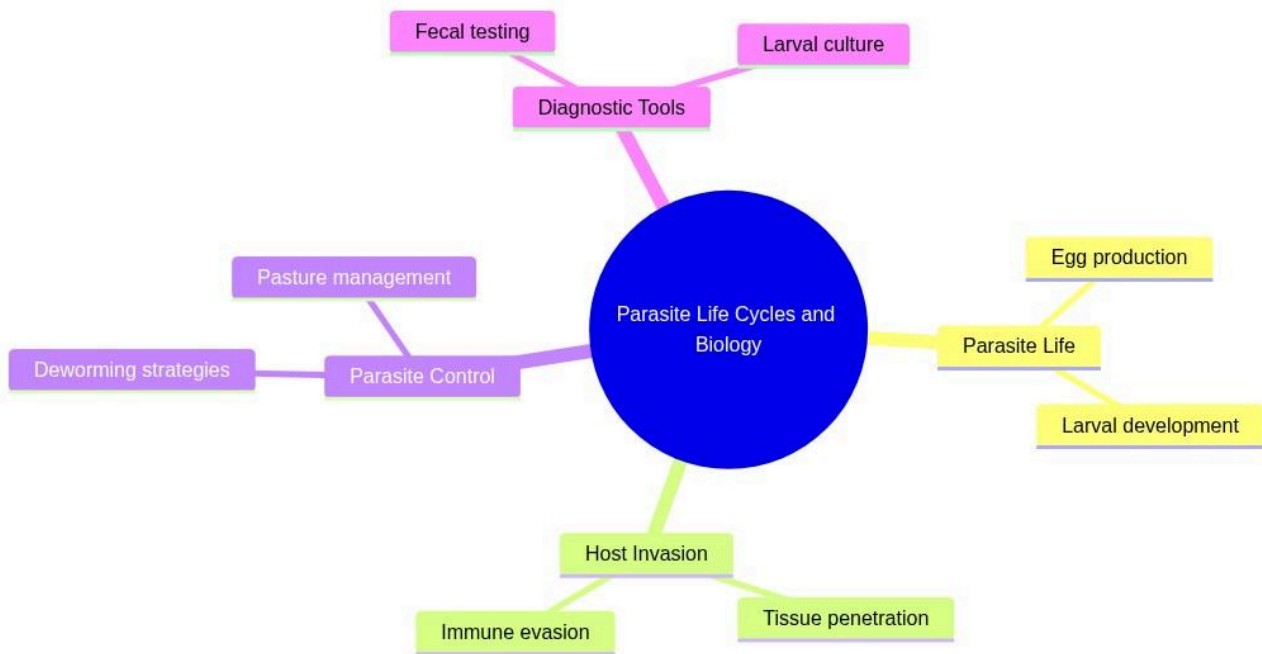 Fecal testing
Larval culture
Diagnostic Tools
Egg production
Pasture management
Parasite Life Cycles and
Biology
Parasite Life
Deworming strategies
Parasite Control
Larval development
Host Invasion
Tissue penetration
Immune evasion